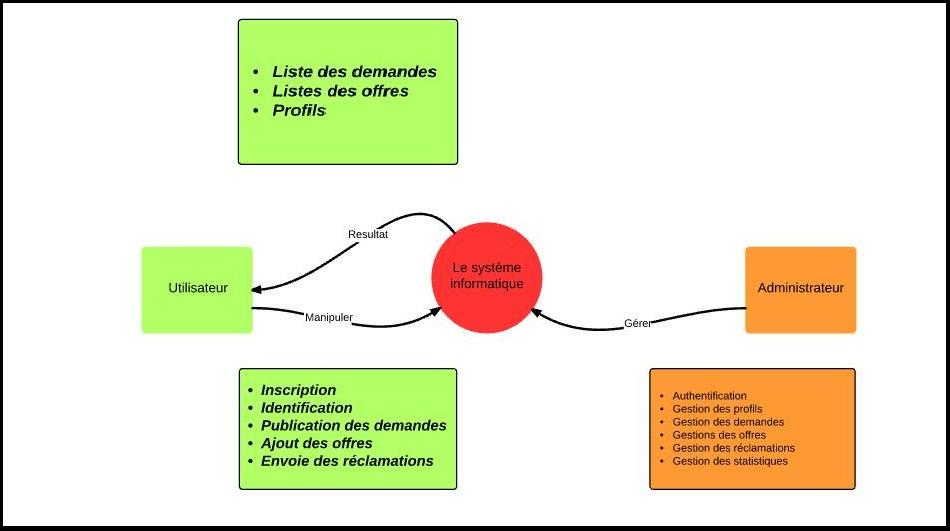 • Liste des demandes
• Listes des offres
• Profils
Resultat
Le système
informatique
Utilisateur
Administrateur
Manipuler
Gérer
• Inscription
• Identification
• Publication des demandes
• Ajout des offres
• Envoie des réclamations
• Authentification
• Gestion des profils
• Gestion des demandes
• Gestions des offres
• Gestion des réclamations
• Gestion des statistiques